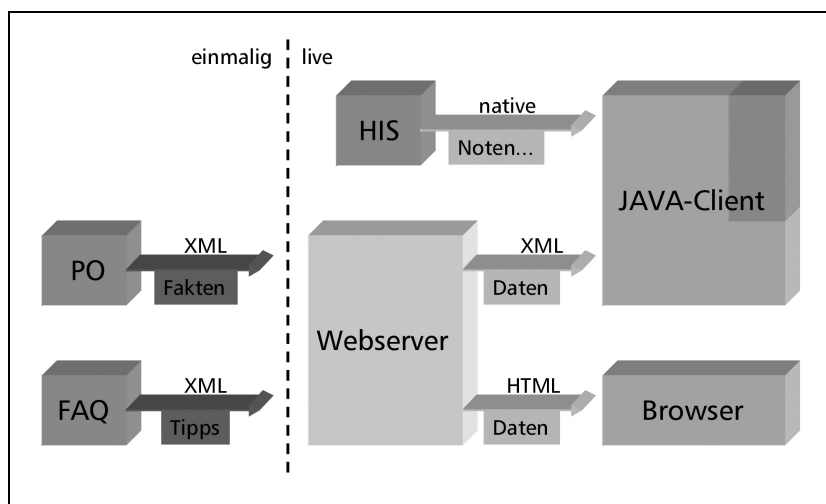 einmalig
live
HIS
native
Noten...
JAVA-Client
PO
XML
Fakten
Webserver
XML
Daten
FAQ
XML
Tipps
HTML
Daten
Browser